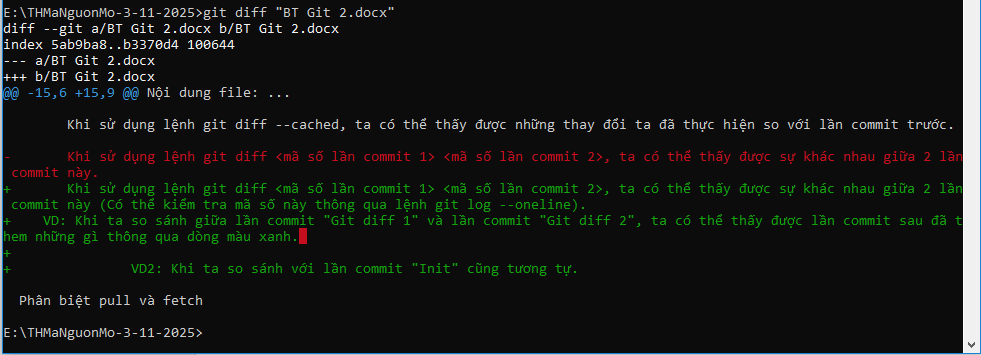 E:\THMaNguonMo-3-11-2025>git diff "BT Git 2.docx"
diff --git a/BT Git 2.docx b/BT Git 2.docx
index 5ab9ba8..b3370d4 100644
--- a/BT Git 2.docx
+++ b/BT Git 2.docx
@@ -15,6 +15,9 @@ Nội dung file: ...
Khi sử dụng lệnh git diff --cached, ta có thể thấy được những thay đổi ta đã thực hiện so với lần commit trước.
-       Khi sử dụng lệnh git diff <mã số lần commit 1> <mã số lần commit 2>, ta có thể thấy được sự khác nhau giữa 2 lần
 commit này.
+       Khi sử dụng lệnh git diff <mã số lần commit 1> <mã số lần commit 2>, ta có thể thấy được sự khác nhau giữa 2 lần
 commit này (Có thể kiểm tra mã số này thông qua lệnh git log --oneline).
+    VD: Khi ta so sánh giữa lần commit "Git diff 1" và lần commit "Git diff 2", ta có thể thấy được lần commit sau đã t
hem những gì thông qua dòng màu xanh.
+
+               VD2: Khi ta so sánh với lần commit "Init" cũng tương tự.
Phân biệt pull và fetch
E:\THMaNguonMo-3-11-2025>